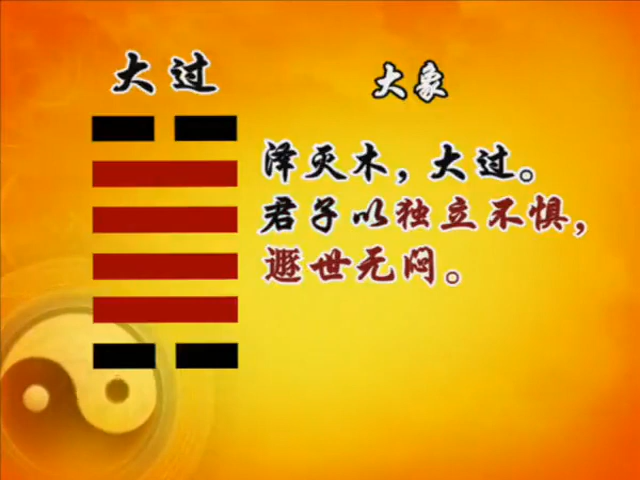 大过
大象
泽灭木，大过。
君子以独立不惧，
遯世无闷。